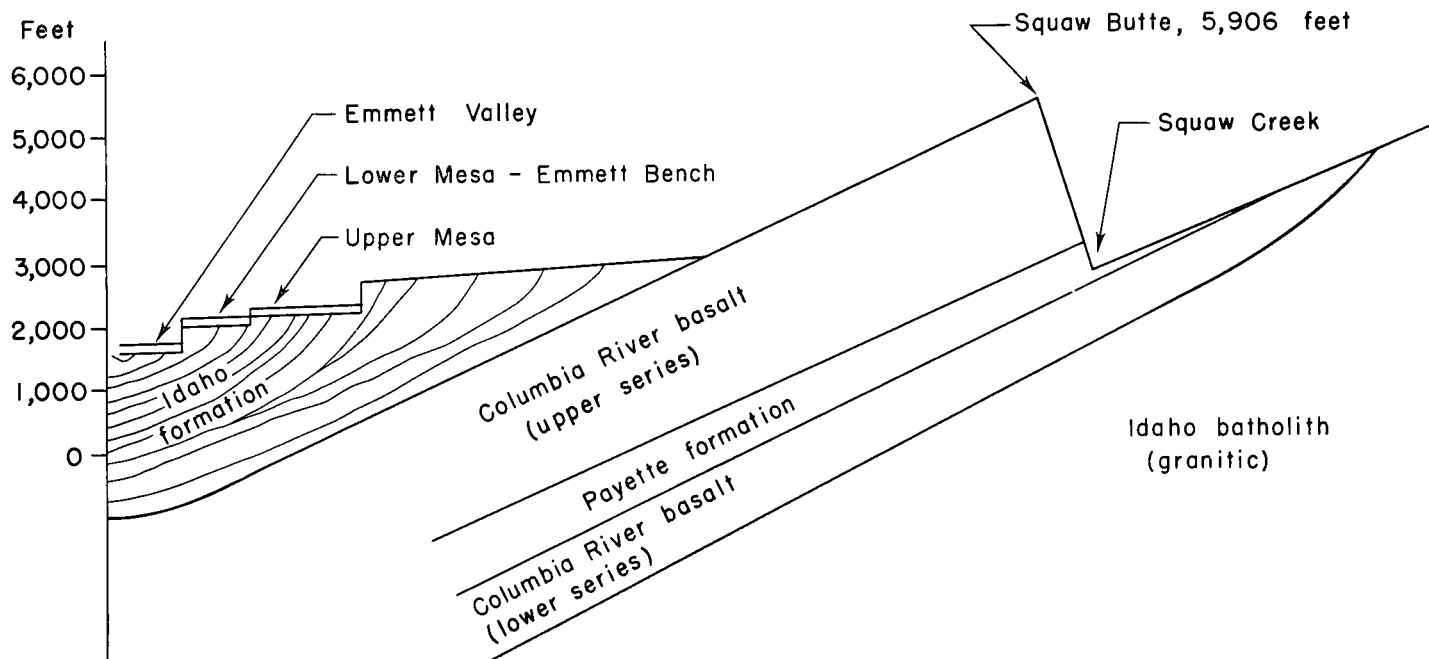 Feet
6,000
5,000
4,000
3,000
2,000
1,000
0
Squaw Butte, 5,906 feet
Emmett Valley
Squaw Creek
Lower Mesa - Emmett Bench
Upper Mesa
Idaho
formation
Columbia River basalt
(upper series)
Payette formation
Columbia River basalt
(lower series)
Idaho batholith
(granitic)